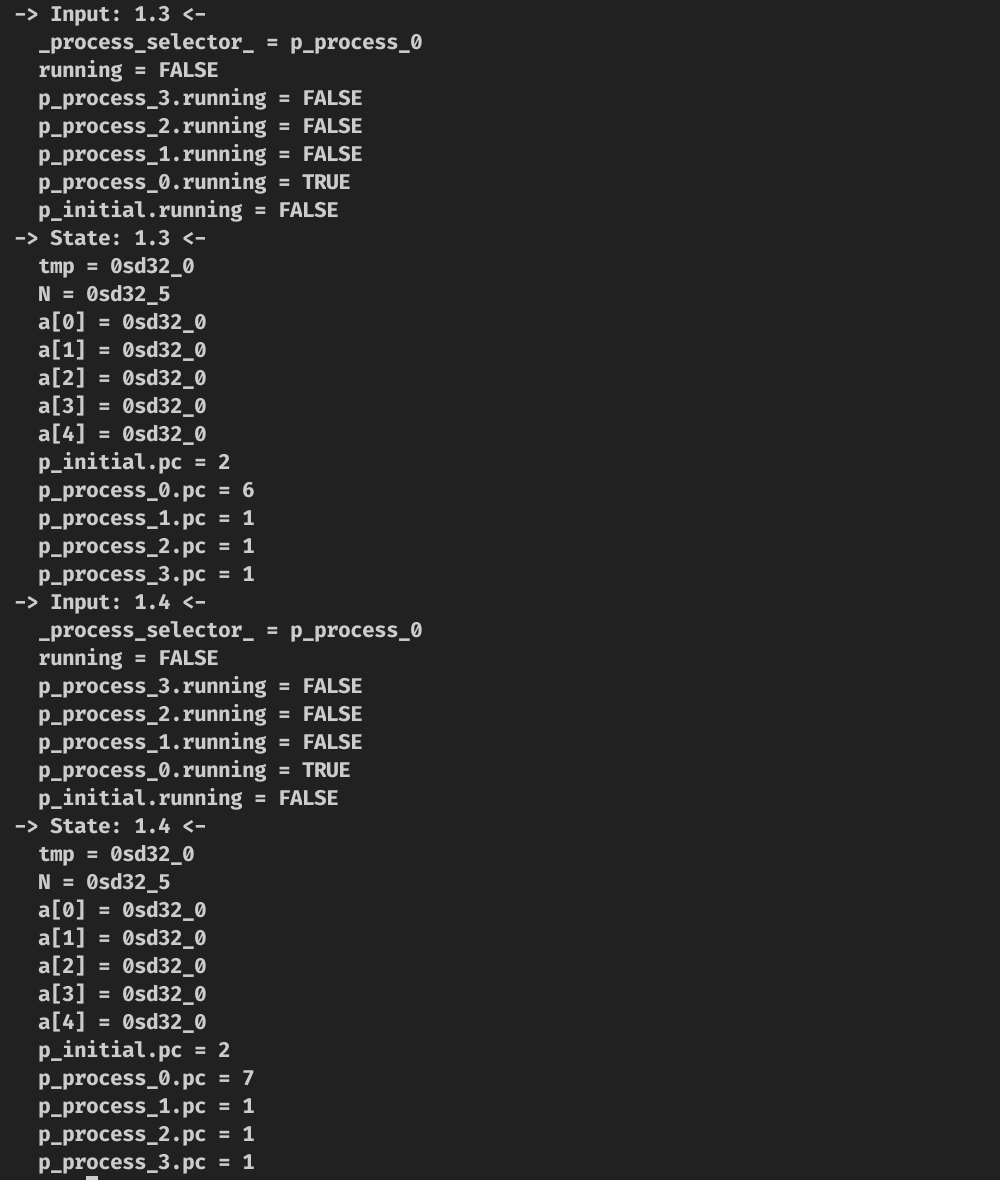 -> Input: 1.3 <-
_process_selector_ = p_process_0
running = FALSE
p_process_3.running = FALSE
p_process_2.running = FALSE
p_process_1.running = FALSE
p_process_0.running = TRUE
p_initial.running = FALSE
-> State: 1.3 <-
tmp = 0sd32_0
N = 0sd32_5
a[0] = 0sd32_0
a[1] = 0sd32_0
a[2] = 0sd32_0
a[3] = 0sd32_0
a[4] = 0sd32_0
p_initial.pc = 2
p_process_0.pc = 6
p_process_1.pc = 1
p_process_2.pc = 1
p_process_3.pc = 1
-> Input: 1.4 <-
_process_selector_ = p_process_0
running = FALSE
p_process_3.running = FALSE
p_process_2.running = FALSE
p_process_1.running = FALSE
p_process_0.running = TRUE
p_initial.running = FALSE
-> State: 1.4 <-
tmp = 0sd32_0
N = 0sd32_5
a[0] = 0sd32_0
a[1] = 0sd32_0
a[2] = 0sd32_0
a[3] = 0sd32_0
a[4] = 0sd32_0
p_initial.pc = 2
p_process_0.pc = 7
p_process_1.pc = 1
p_process_2.pc = 1
p_process_3.pc = 1